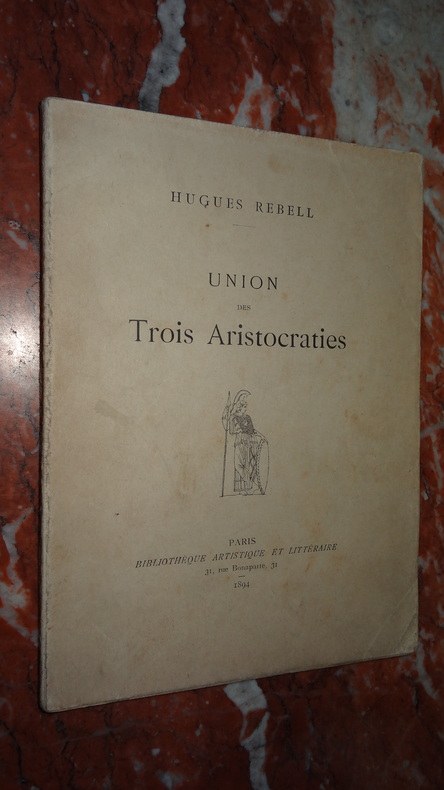 HUGUES REBELL
UNION
DES
Trois Aristocraties
PARIS
BIBLIOTHÈQUE ARTISTIQUE ET LITTÉRAIRE
31, rue Bonaparte, 31
1894